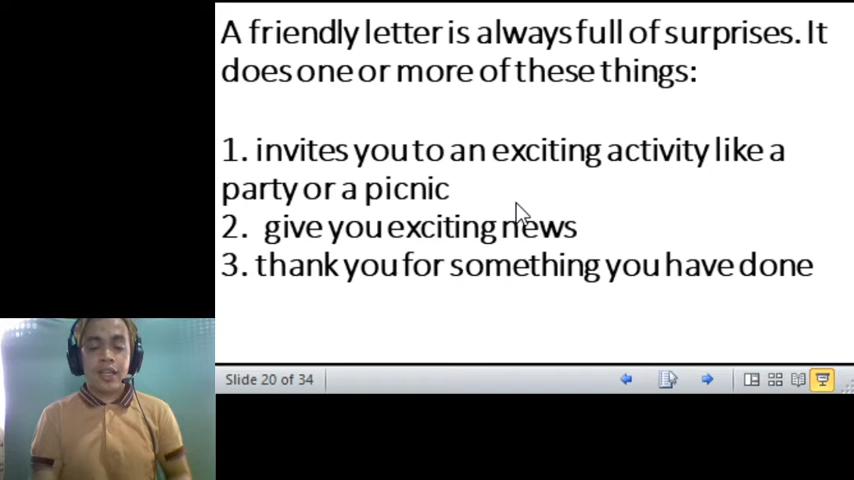 A friendly letter is always full of surprises. It
does one or more of these things:
1. invites you to an exciting activity like a
party or a picnic
2. give you exciting news
3. thank you for something you have done
Slide 20 of 34